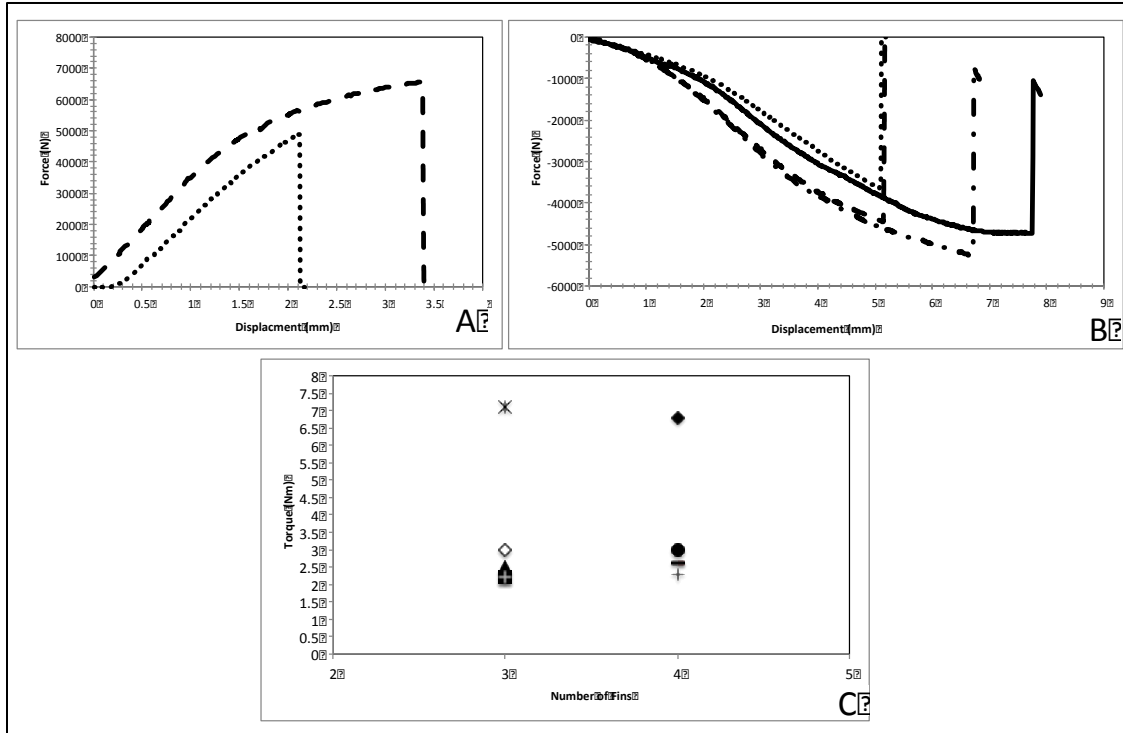 8000
7000
6000
5000
4000
3000
2000
1000
0
Force (N)
0 0.5 1 1.5 2 2.5 3 3.5
Displacment (mm)
A
0
-1000
-2000
-3000
-4000
-5000
-6000
Force (N)
0 1 2 3 4 5 6 7 8 9
Displacement (mm)
B
8
7.5
7
6.5
6
5.5
5
4.5
4
3.5
3
2.5
2
1.5
1
0.5
0
Torque (Nm)
2 3 4 5
Number of Fins
C